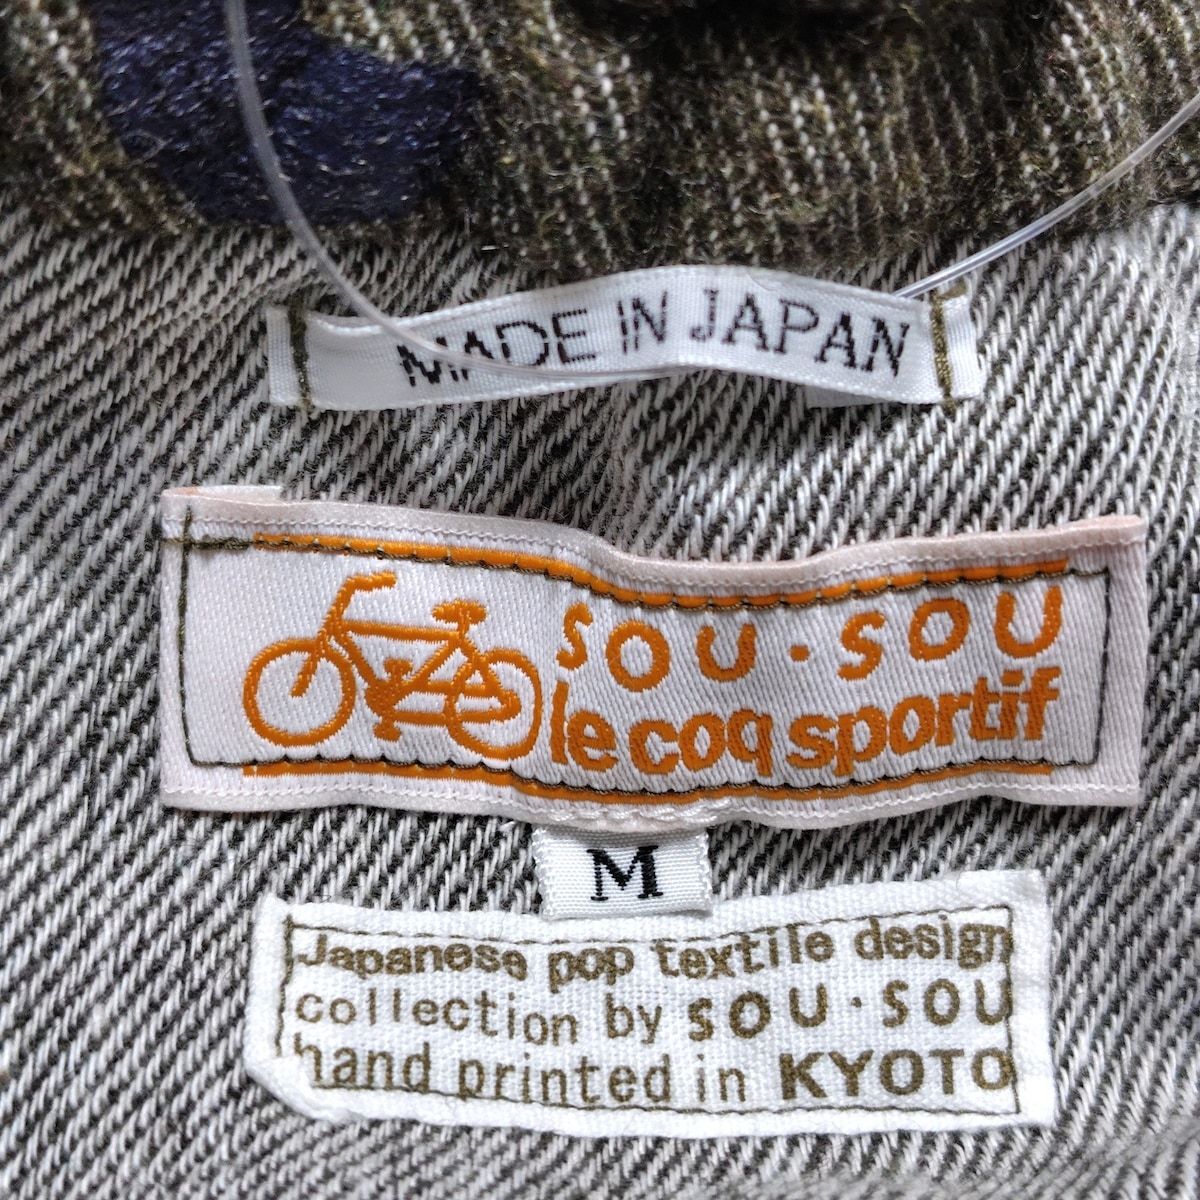 MADE IN JAPAN
SOU・SOU
le coq sportif
M
Japanese pop textile design
collection by SOU・SOU
hand printed in KYOTO